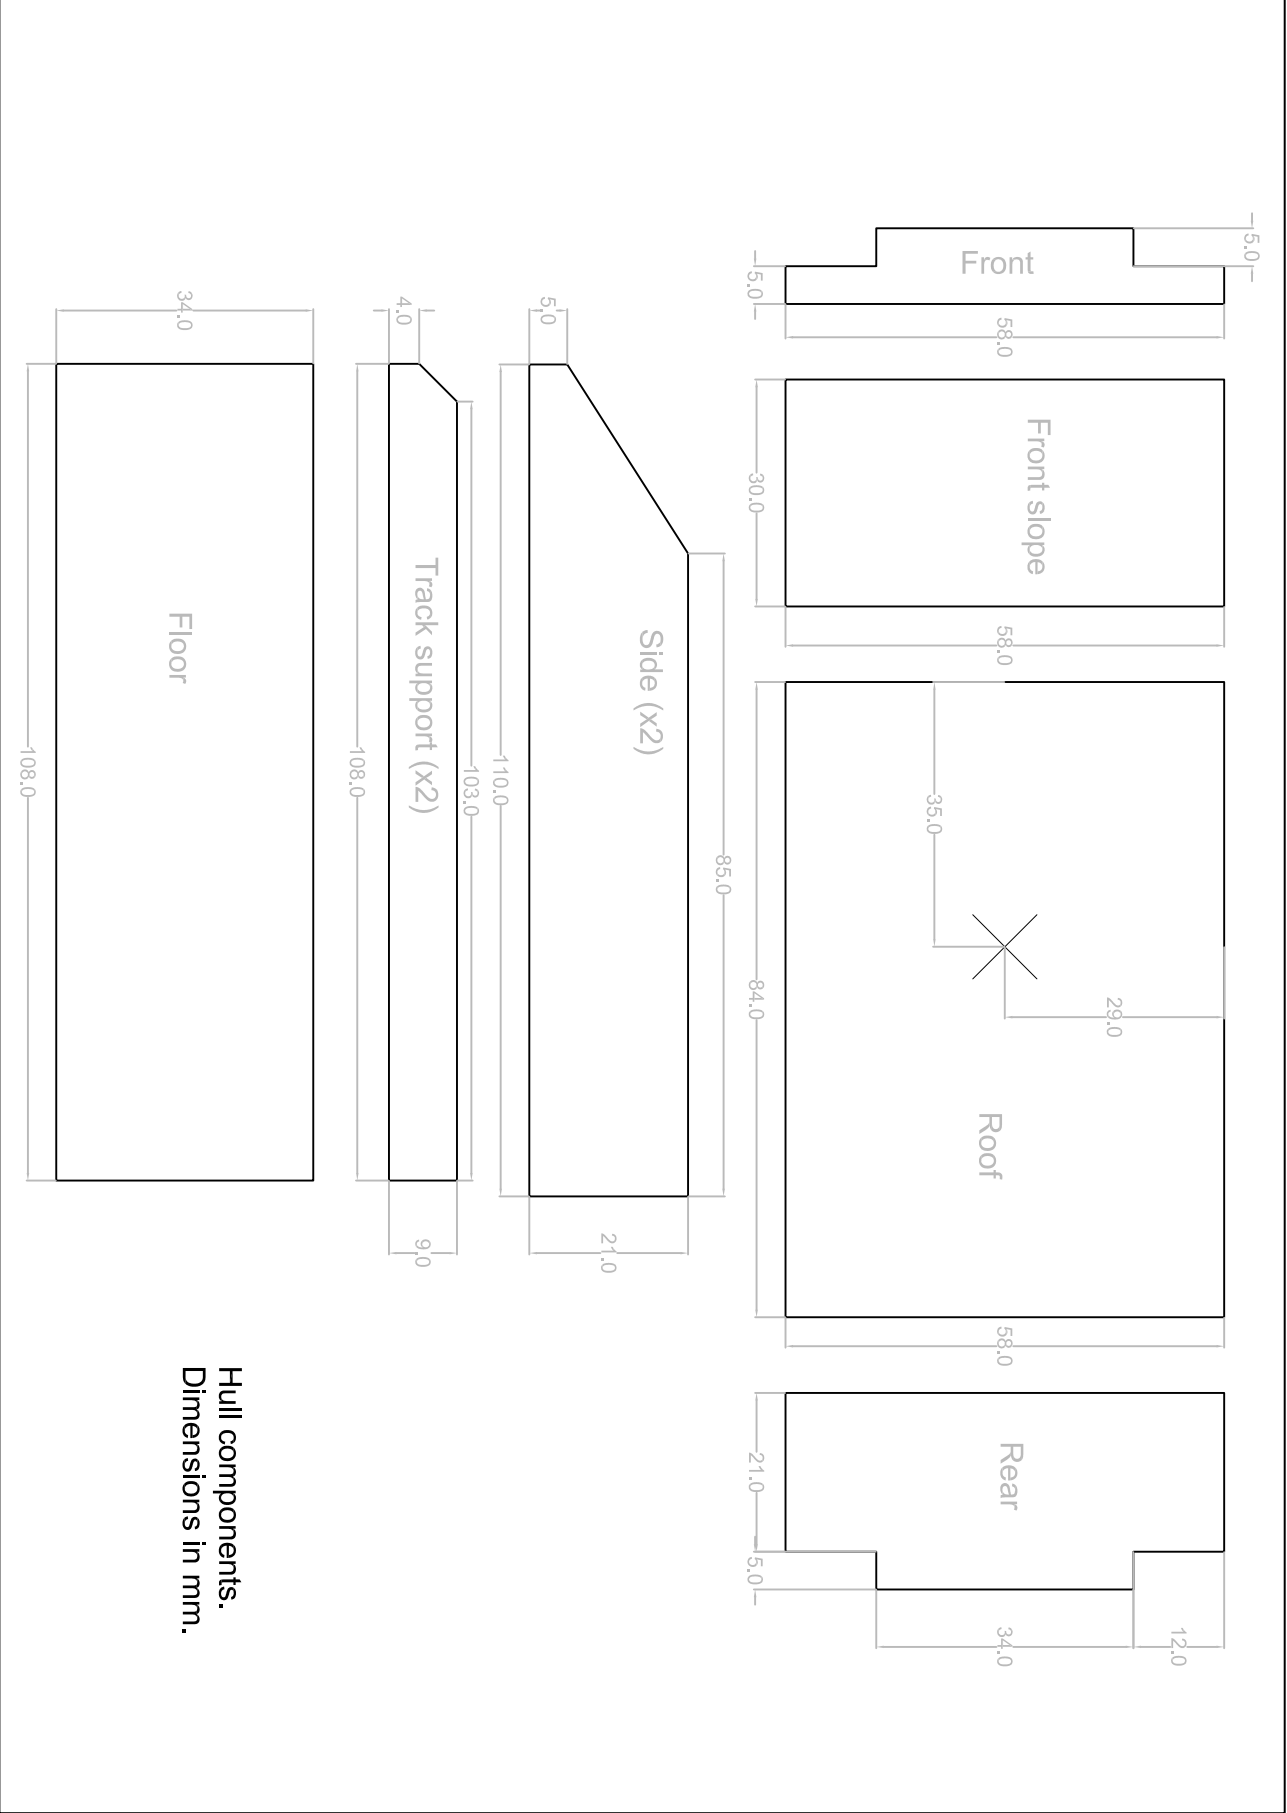 5.0
Front
5.0
58.0
Front slope
30.0
58.0
35.0
29.0
84.0
Roof
58.0
Rear
21.0
5.0
34.0
12.0
5.0
Side (x2)
85.0
110.0
21.0
4.0
Track support (x2)
103.0
108.0
9.0
34.0
Floor
108.0
Hull components.
Dimensions in mm.